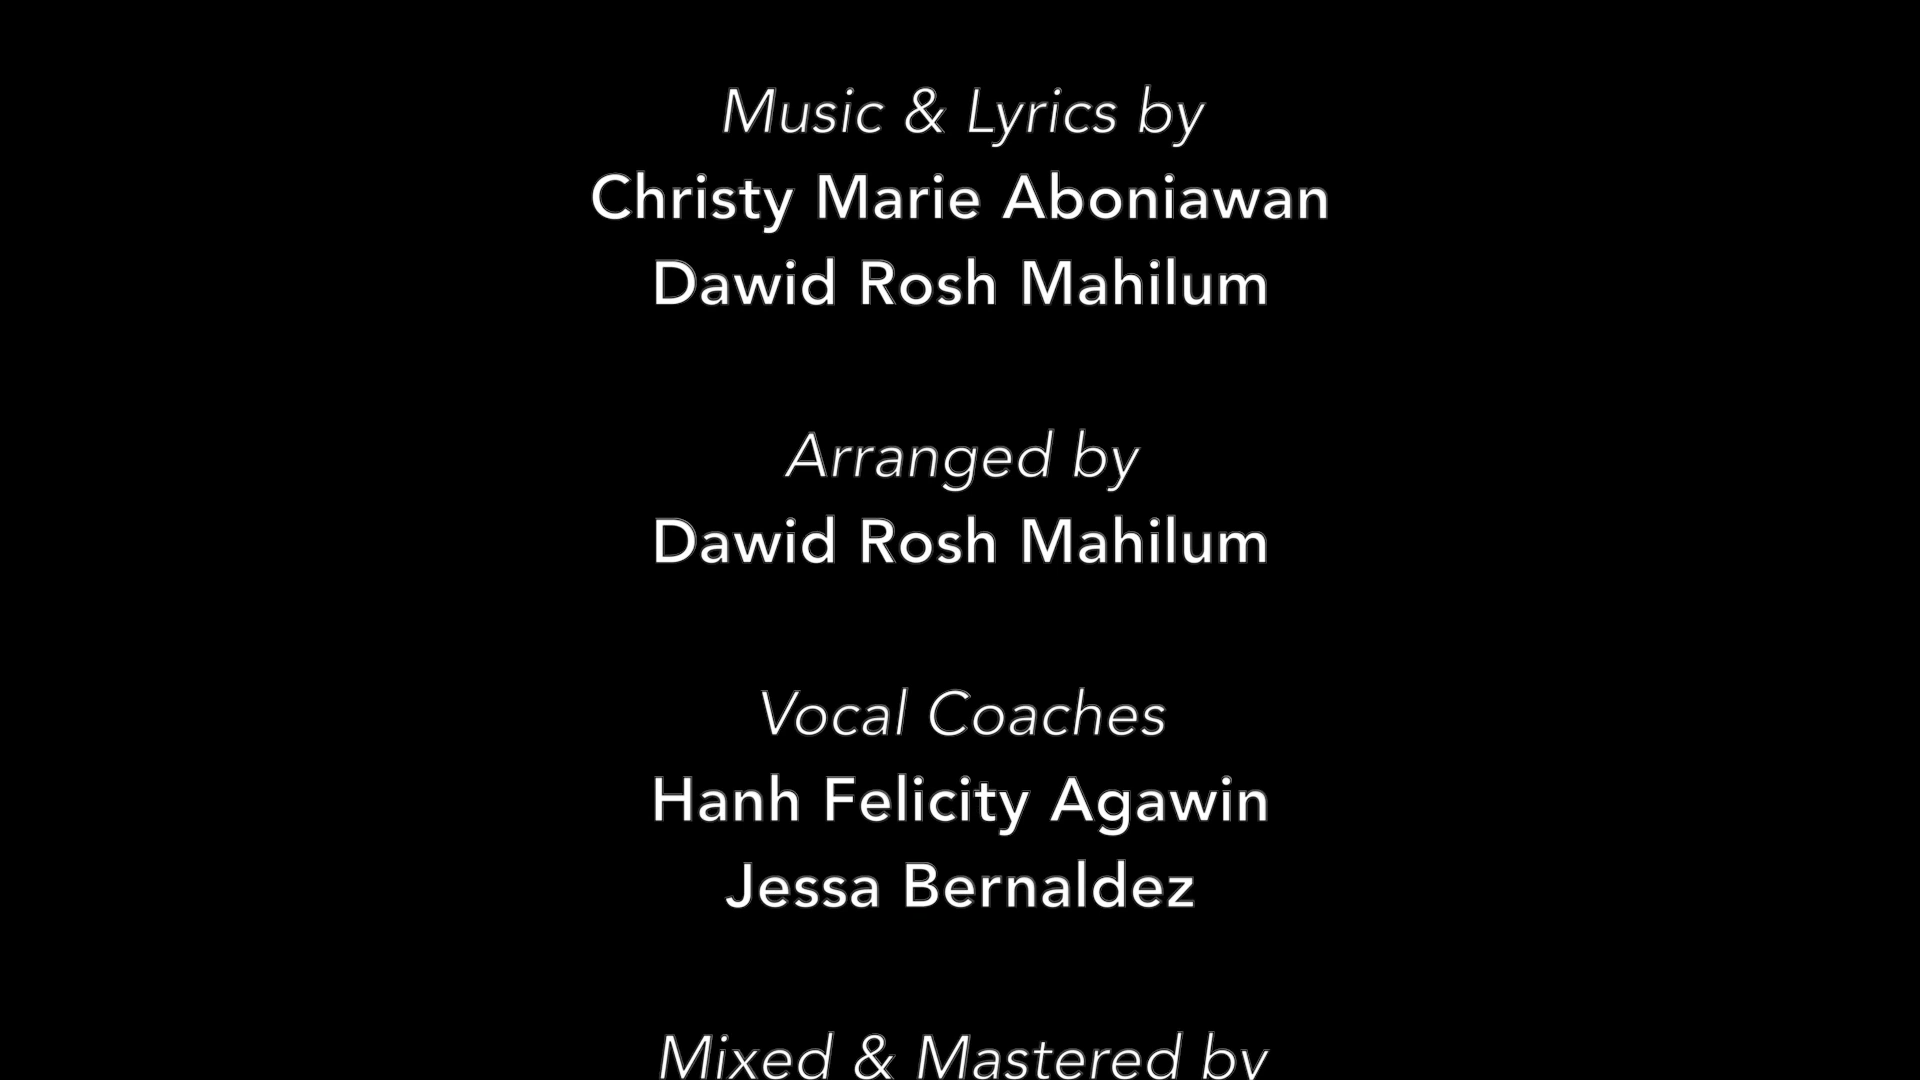 Music & Lyrics by
Christy Marie Aboniawan
Dawid Rosh Mahilum
Arranged by
Dawid Rosh Mahilum
Vocal Coaches
Hanh Felicity Agawin
Jessa Bernaldez
Mixed & Mastered by